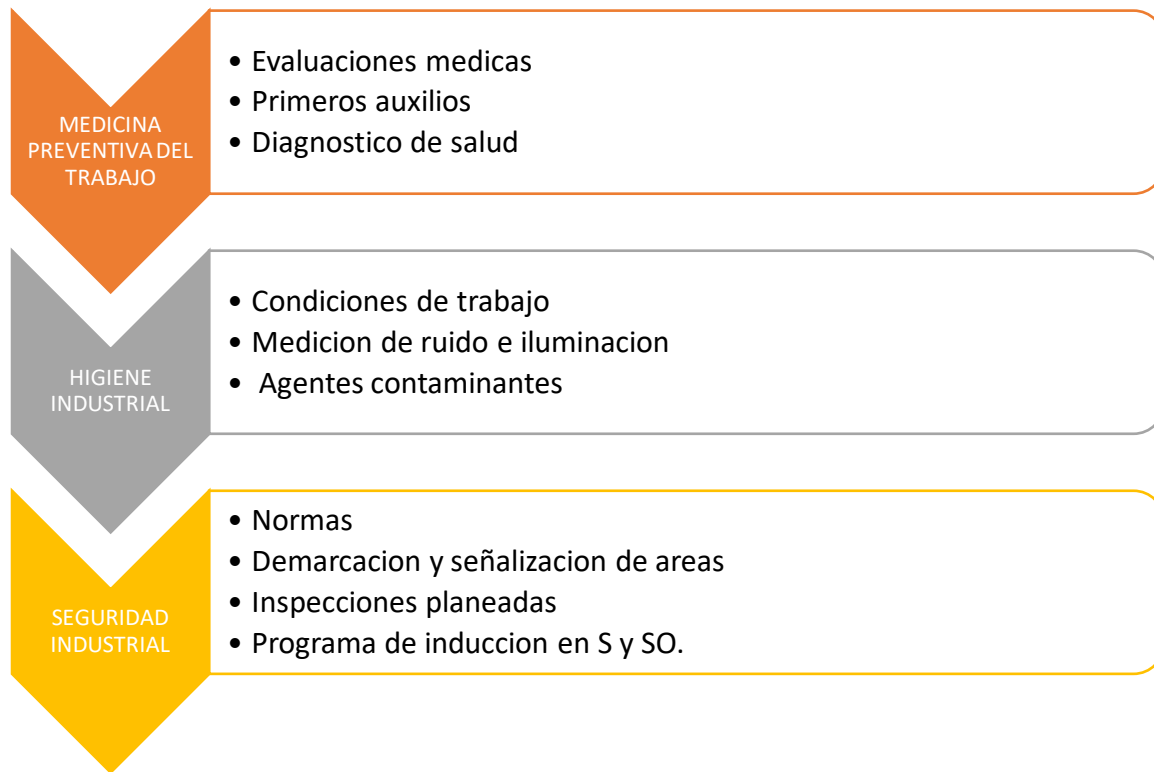 MEDICINA
PREVENTIVA DEL
TRABAJO
• Evaluaciones medicas
• Primeros auxilios
• Diagnostico de salud
HIGIENE
INDUSTRIAL
• Condiciones de trabajo
• Medicion de ruido e iluminacion
• Agentes contaminantes
SEGURIDAD
INDUSTRIAL
• Normas
• Demarcacion y señalizacion de areas
• Inspecciones planeadas
• Programa de induccion en S y SO.